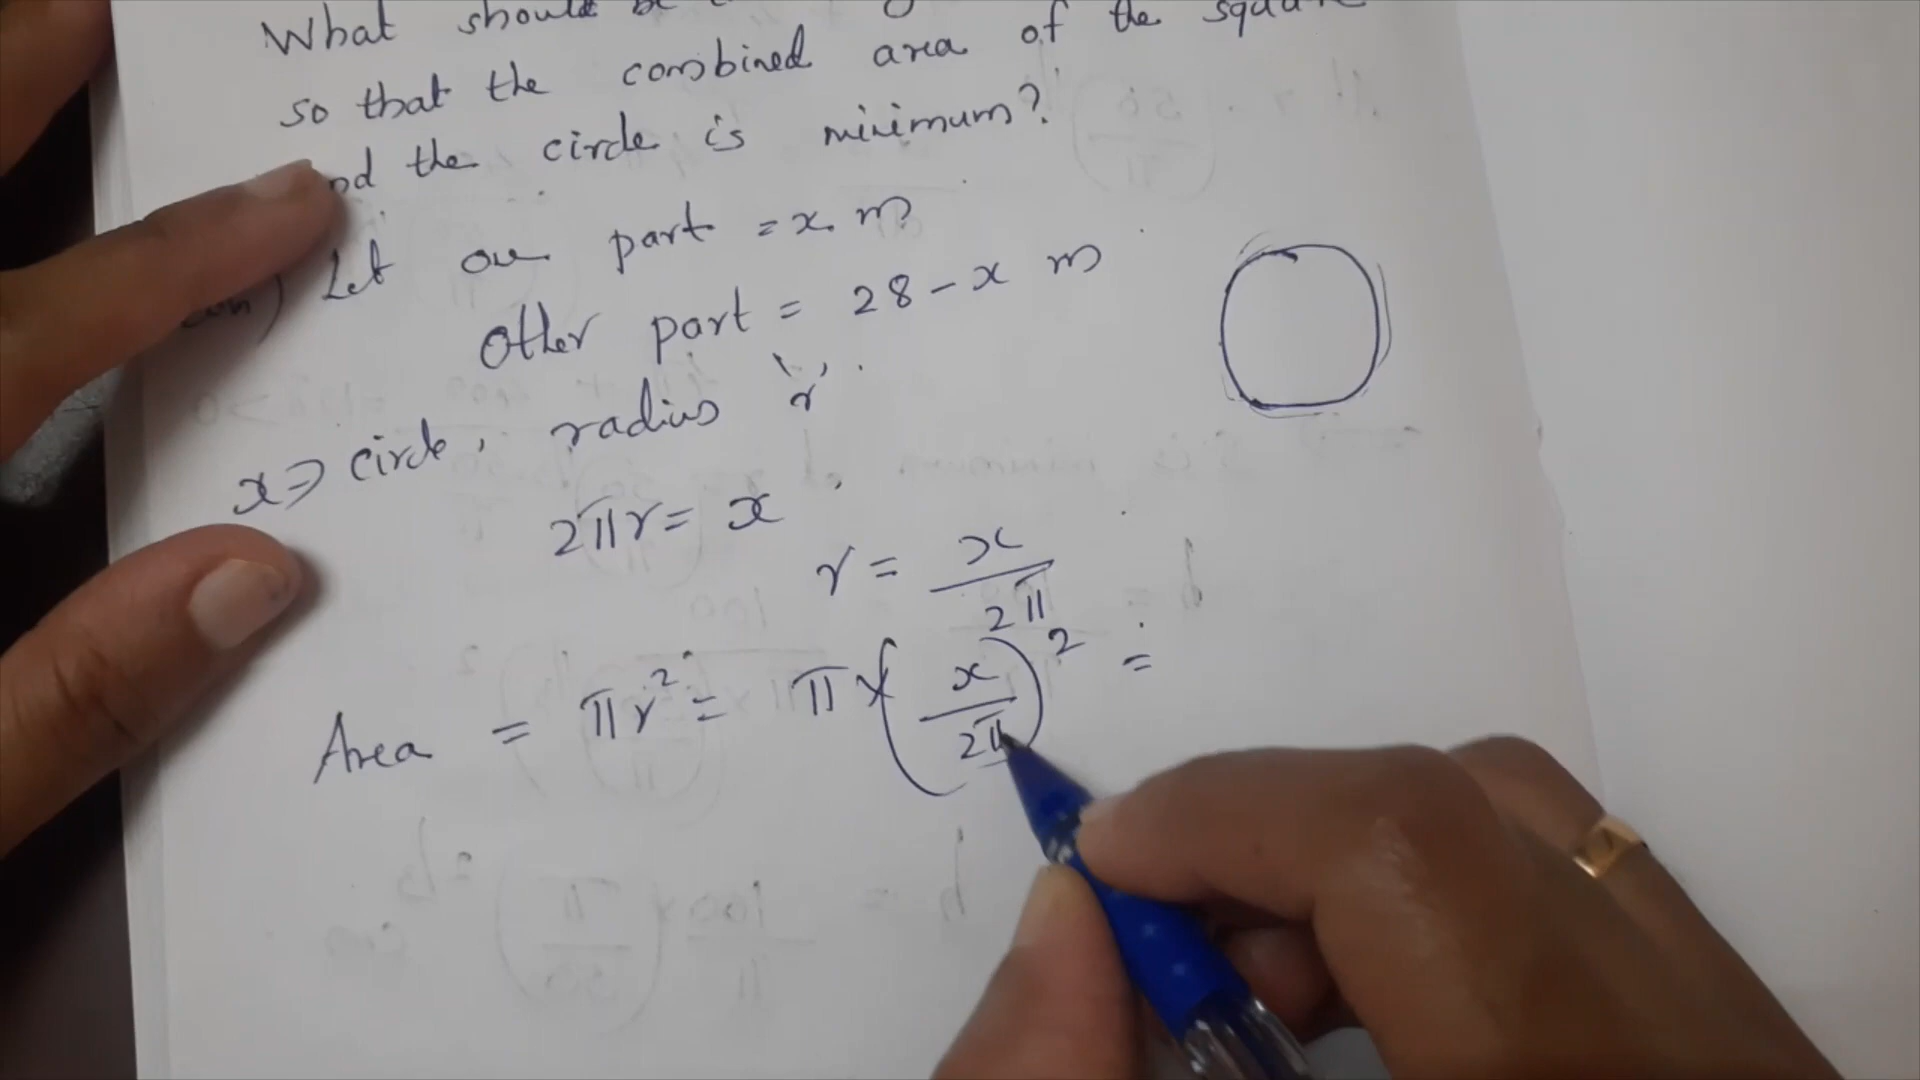 What should be
so that the combined area of the square
the circle is minimum?
Let one part = x m
Other part = 28 - x m
x ⇒ circle, radius 'r'
2πr = x
r = x/2π
Area = πr² = π × (x/2π)² =